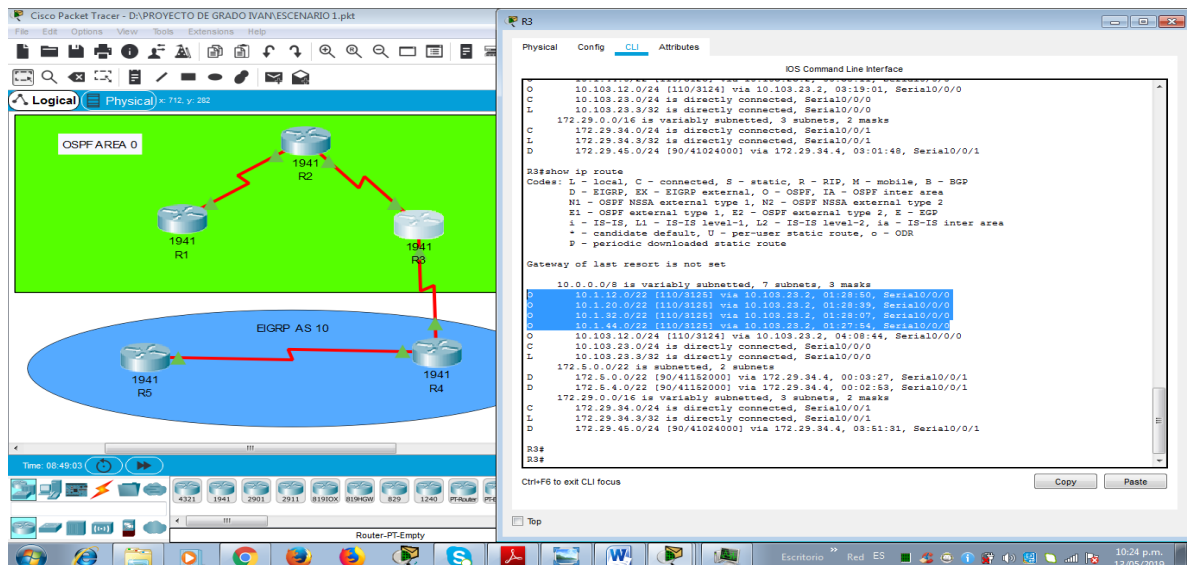 Cisco Packet Tracer - D:\PROYECTO DE GRADO IVAN\ESCENARIO 1.pkt
File Edit Options View Tools Extensions Help
Logical Physical x: 712, y: 282
OSPF AREA 0
1941
R2
1941
R1
1941
R3
EIGRP AS 10
1941
R5
1941
R4
Time: 08:49:03
4321 1941 2901 2911 819IOX 819HGW 829 1240 PT-Router
Router-PT-Empty
R3
Physical Config CLI Attributes
IOS Command Line Interface
O 10.103.12.0/24 [110/3124] via 10.103.23.2, 03:19:01, Serial0/0/0
C 10.103.23.0/24 is directly connected, Serial0/0/0
L 10.103.23.3/32 is directly connected, Serial0/0/0
172.29.0.0/16 is variably subnetted, 3 subnets, 2 masks
C 172.29.34.0/24 is directly connected, Serial0/0/1
L 172.29.34.3/32 is directly connected, Serial0/0/1
D 172.29.45.0/24 [90/41024000] via 172.29.34.4, 03:01:48, Serial0/0/1
R3#show ip route
Codes: L - local, C - connected, S - static, R - RIP, M - mobile, B - BGP
D - EIGRP, EX - EIGRP external, O - OSPF, IA - OSPF inter area
N1 - OSPF NSSA external type 1, N2 - OSPF NSSA external type 2
E1 - OSPF external type 1, E2 - OSPF external type 2, E - EGP
i - IS-IS, L1 - IS-IS level-1, L2 - IS-IS level-2, ia - IS-IS inter area
* - candidate default, U - per-user static route, o - ODR
P - periodic downloaded static route
Gateway of last resort is not set
10.0.0.0/8 is variably subnetted, 7 subnets, 3 masks
O 10.1.12.0/22 [110/3125] via 10.103.23.2, 01:28:50, Serial0/0/0
O 10.1.20.0/22 [110/3125] via 10.103.23.2, 01:28:39, Serial0/0/0
O 10.1.32.0/22 [110/3125] via 10.103.23.2, 01:28:07, Serial0/0/0
O 10.1.44.0/22 [110/3125] via 10.103.23.2, 01:27:54, Serial0/0/0
O 10.103.12.0/24 [110/3124] via 10.103.23.2, 04:08:44, Serial0/0/0
C 10.103.23.0/24 is directly connected, Serial0/0/0
L 10.103.23.3/32 is directly connected, Serial0/0/0
172.5.0.0/22 is subnetted, 2 subnets
D 172.5.0.0/22 [90/41152000] via 172.29.34.4, 00:03:27, Serial0/0/1
D 172.5.4.0/22 [90/41152000] via 172.29.34.4, 00:02:53, Serial0/0/1
172.29.0.0/16 is variably subnetted, 3 subnets, 2 masks
C 172.29.34.0/24 is directly connected, Serial0/0/1
L 172.29.34.3/32 is directly connected, Serial0/0/1
D 172.29.45.0/24 [90/41024000] via 172.29.34.4, 03:51:31, Serial0/0/1
R3#
R3#
Ctrl+F6 to exit CLI focus
Copy Paste
Top
Escritorio » Red ES 10:24 p.m.
13/05/2019